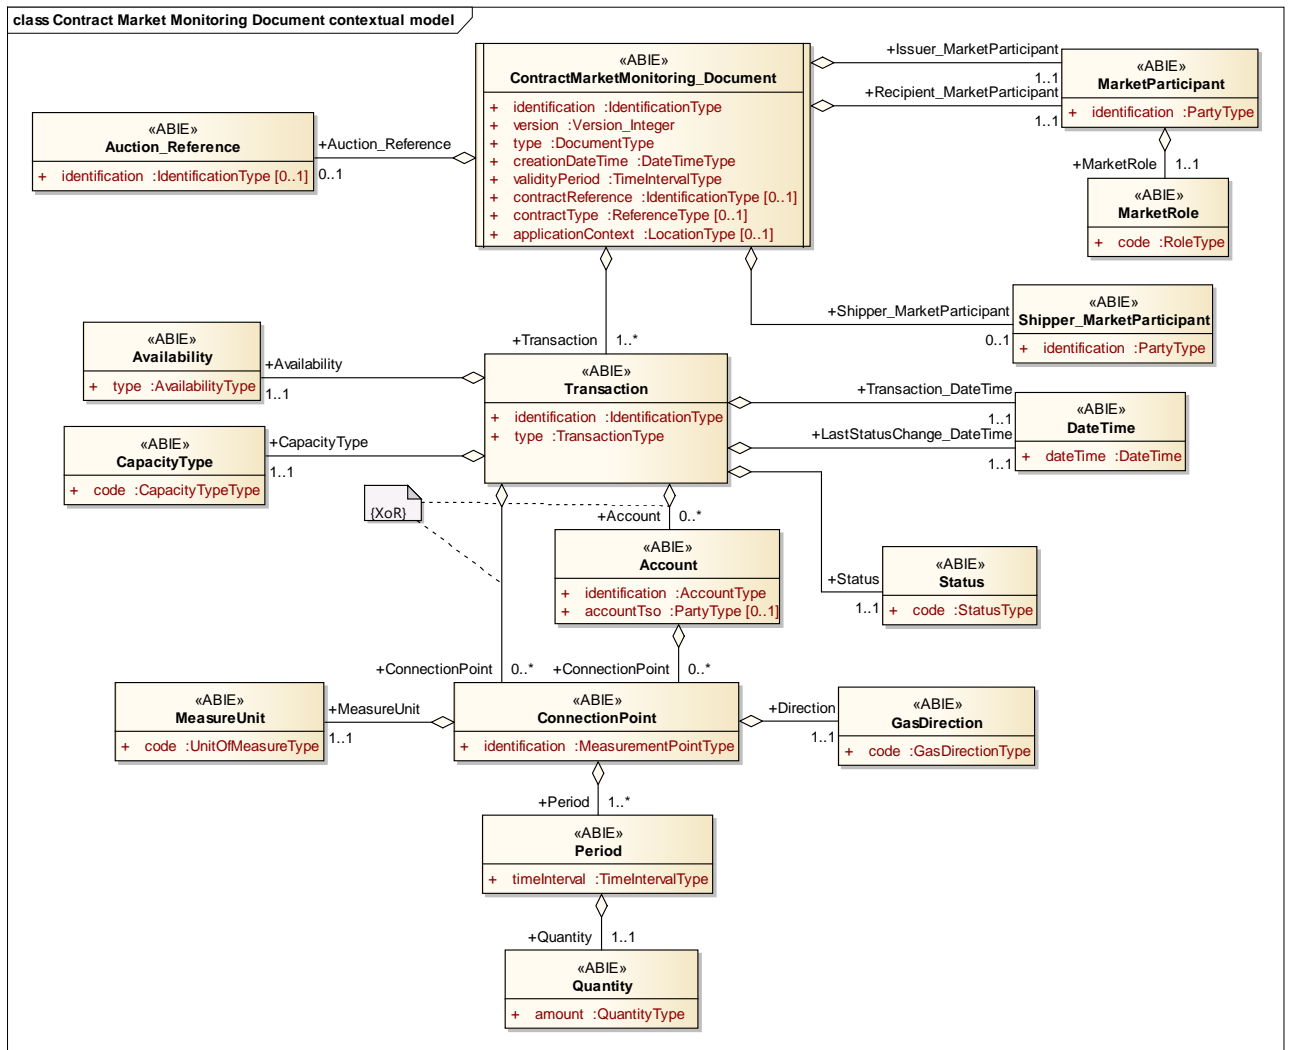 class Contract Market Monitoring Document contextual model
«ABIE»
ContractMarketMonitoring_Document
+ identification :IdentificationType
+ version :Version_Integer
+ type :DocumentType
+ creationDateTime :DateTimeType
+ validityPeriod :TimeIntervalType
+ contractReference :IdentificationType [0..1]
+ contractType :ReferenceType [0..1]
+ applicationContext :LocationType [0..1]
+Issuer_MarketParticipant
1..1
+Recipient_MarketParticipant
1..1
«ABIE»
MarketParticipant
+ identification :PartyType
+MarketRole
1..1
«ABIE»
MarketRole
+ code :RoleType
«ABIE»
Auction_Reference
+ identification :IdentificationType [0..1]
+Auction_Reference
0..1
+Shipper_MarketParticipant
0..1
«ABIE»
Shipper_MarketParticipant
+ identification :PartyType
+Transaction
1..*
«ABIE»
Availability
+ type :AvailabilityType
+Availability
1..1
«ABIE»
Transaction
+ identification :IdentificationType
+ type :TransactionType
+Transaction_DateTime
1..1
+LastStatusChange_DateTime
1..1
«ABIE»
DateTime
+ dateTime :DateTime
«ABIE»
CapacityType
+ code :CapacityTypeType
+CapacityType
1..1
{XoR}
+Account
0..*
«ABIE»
Account
+ identification :AccountType
+ accountTso :PartyType [0..1]
+Status
1..1
«ABIE»
Status
+ code :StatusType
+ConnectionPoint
0..*
+ConnectionPoint
0..*
«ABIE»
MeasureUnit
+ code :UnitOfMeasureType
+MeasureUnit
1..1
«ABIE»
ConnectionPoint
+ identification :MeasurementPointType
+Direction
1..1
«ABIE»
GasDirection
+ code :GasDirectionType
+Period
1..*
«ABIE»
Period
+ timeInterval :TimeIntervalType
+Quantity
1..1
«ABIE»
Quantity
+ amount :QuantityType